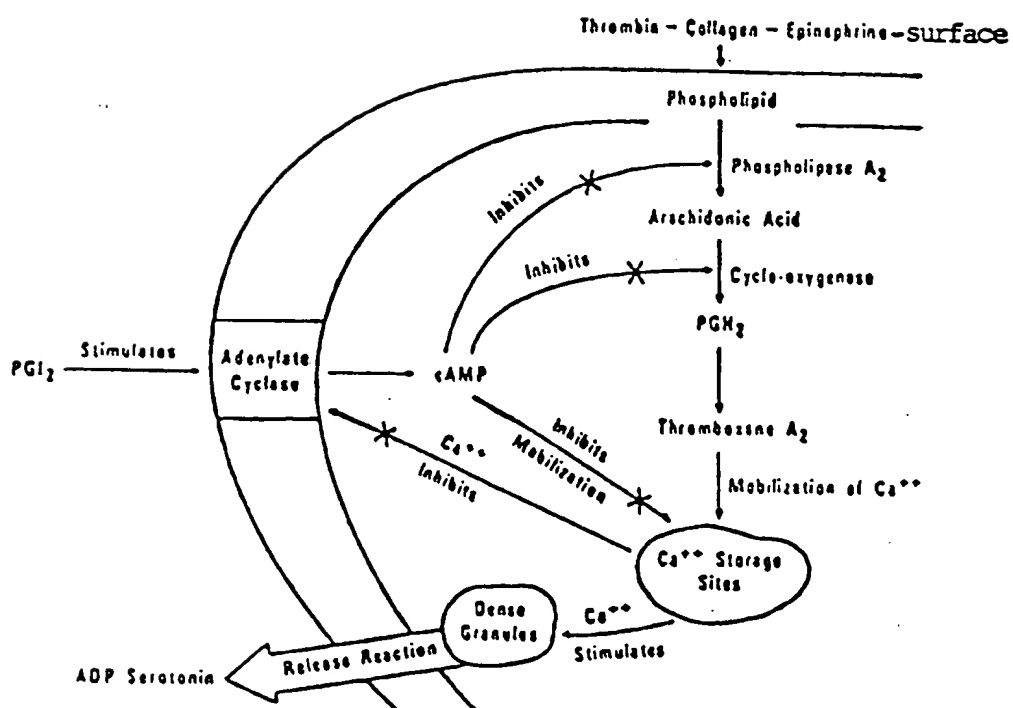 Thrombin - Collagen - Epinephrine - surface
Phospholipid
Phospholipase A2
Inhibits
Arachidonic Acid
Inhibits
Cyclo-oxygenase
PGH2
PGI2
Stimulates
Adenylate
Cyclase
cAMP
Thromboxane A2
Inhibits
Mobilization
Ca++
Inhibits
Mobilization of Ca++
Ca++ Storage
Sites
Dense
Granules
Ca++
Stimulates
Release Reaction
ADP Serotonin